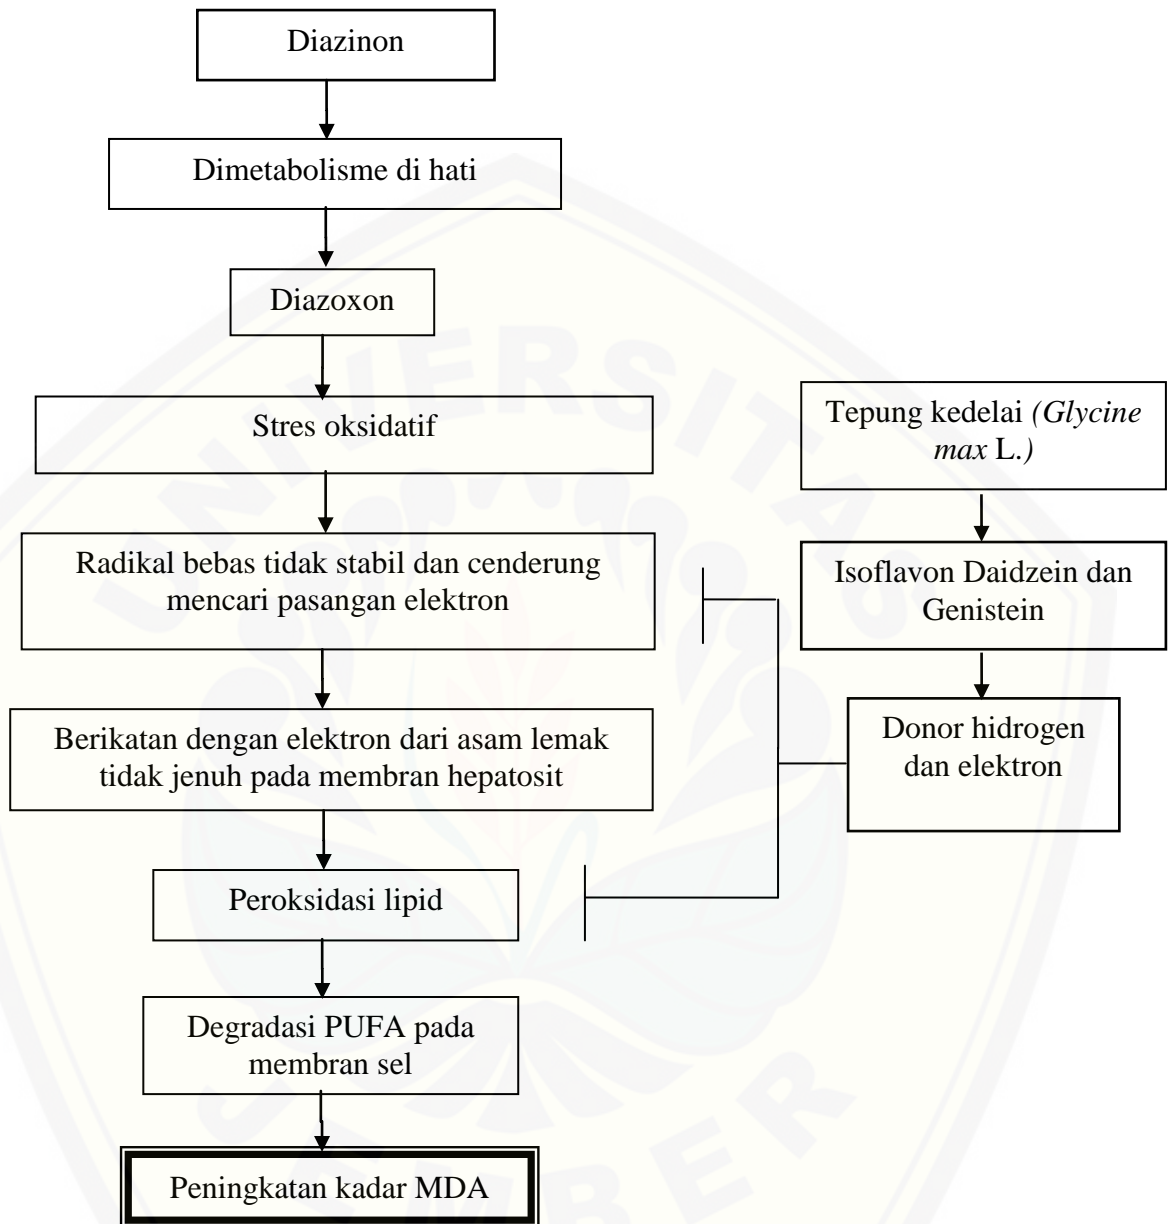 Diazinon
Dimetabolisme di hati
Diazoxon
Stres oksidatif
Radikal bebas tidak stabil dan cenderung
mencari pasangan elektron
Berikatan dengan elektron dari asam lemak
tidak jenuh pada membran hepatosit
Peroksidasi lipid
Degradasi PUFA pada
membran sel
Peningkatan kadar MDA
Tepung kedelai (Glycine
max L.)
Isoflavon Daidzein dan
Genistein
Donor hidrogen
dan elektron
UNIVERSITAS
JEMBER